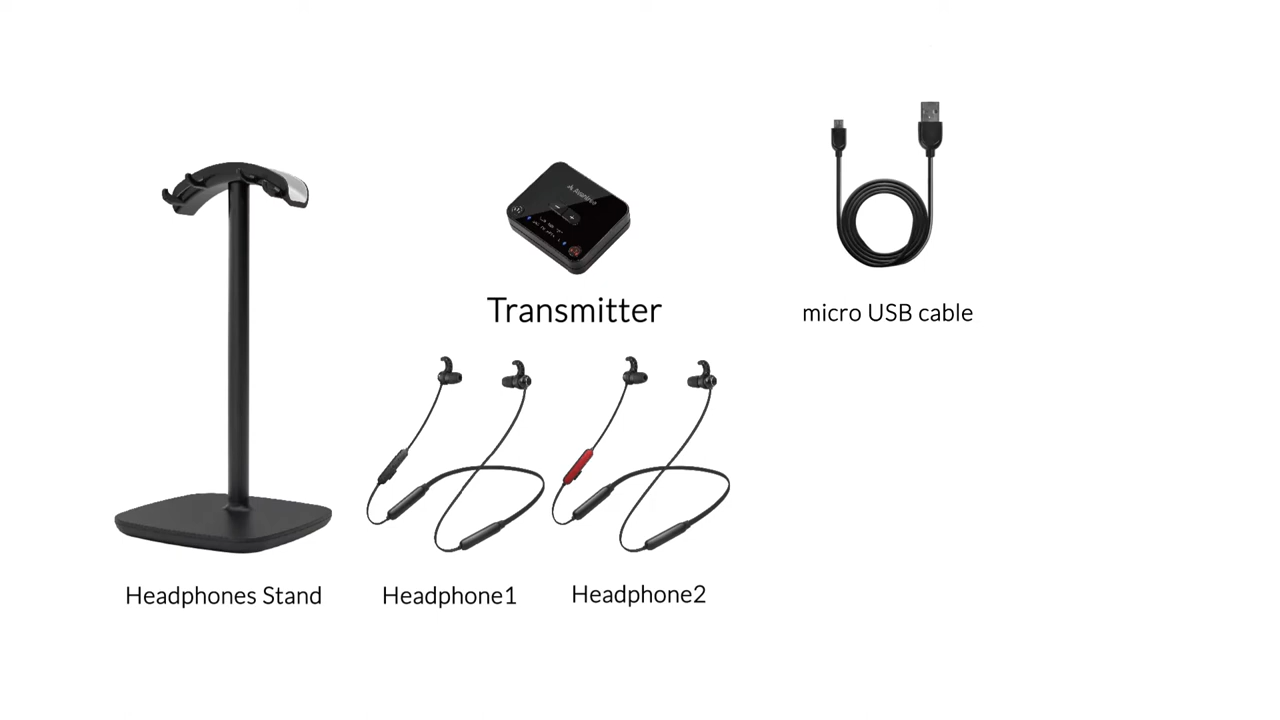 Transmitter
micro USB cable
Headphones Stand
Headphone1
Headphone2